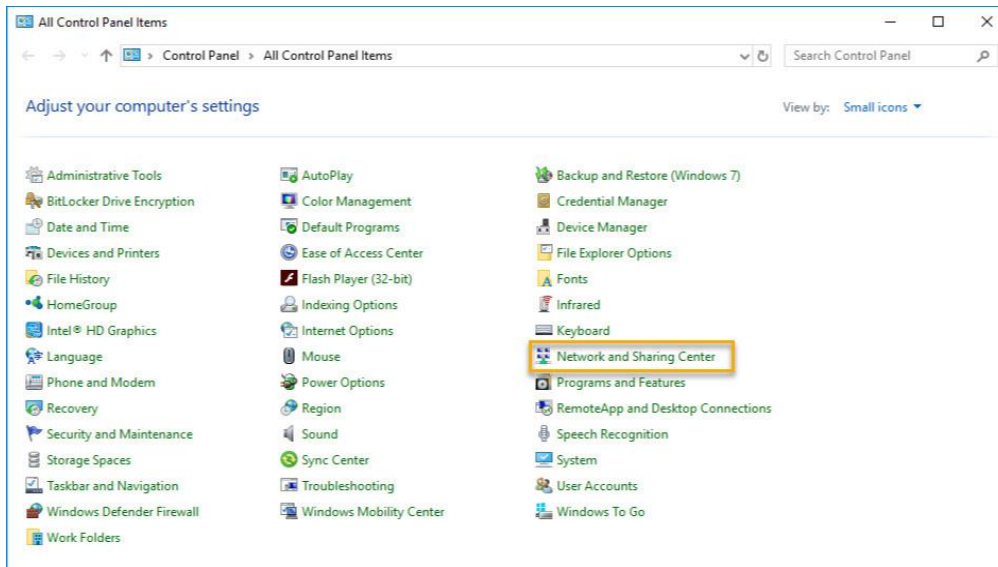 All Control Panel Items
Control Panel > All Control Panel Items
Search Control Panel
Adjust your computer's settings
View by: Small icons
Administrative Tools
AutoPlay
Backup and Restore (Windows 7)
BitLocker Drive Encryption
Color Management
Credential Manager
Date and Time
Default Programs
Device Manager
Devices and Printers
Ease of Access Center
File Explorer Options
File History
Flash Player (32-bit)
Fonts
HomeGroup
Indexing Options
Infrared
Intel® HD Graphics
Internet Options
Keyboard
Language
Mouse
Network and Sharing Center
Phone and Modem
Power Options
Programs and Features
Recovery
Region
RemoteApp and Desktop Connections
Security and Maintenance
Sound
Speech Recognition
Storage Spaces
Sync Center
System
Taskbar and Navigation
Troubleshooting
User Accounts
Windows Defender Firewall
Windows Mobility Center
Windows To Go
Work Folders